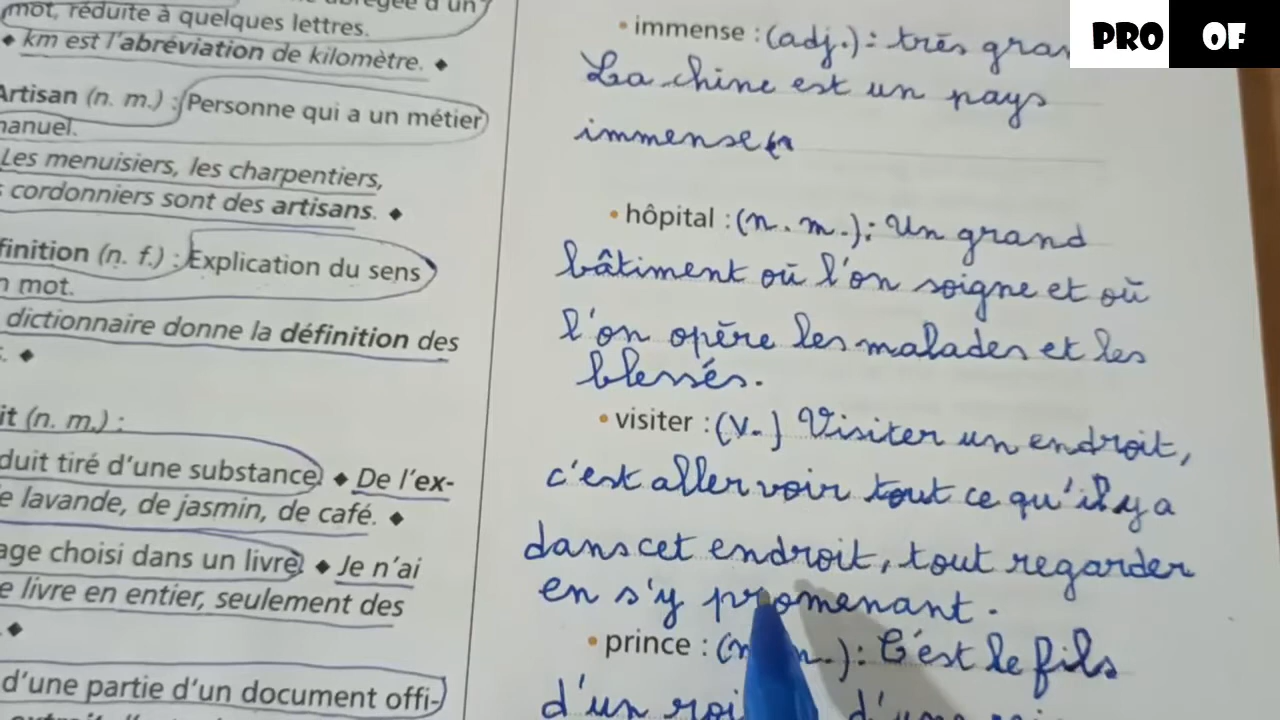 mot, réduite à quelques lettres.
◆ km est l'abréviation de kilomètre. ◆
Artisan (n. m.) : Personne qui a un métier
manuel.
Les menuisiers, les charpentiers,
cordonniers sont des artisans. ◆
finition (n. f.) : Explication du sens
mot.
dictionnaire donne la définition des
◆
it (n. m.) :
duit tiré d'une substance ◆ De l'ex-
lavande, de jasmin, de café. ◆
age choisi dans un livre ◆ Je n'ai
livre en entier, seulement des
◆
d'une partie d'un document offi-
• immense : (adj.) : très gran
La chine est un pays
immense
• hôpital : (n. m.) : Un grand
bâtiment où l'on soigne et où
l'on opère les malades et les
blessés.
• visiter : (v.) Visiter un endroit,
c'est aller voir tout ce qu'il y a
dans cet endroit, tout regarder
en s'y promenant.
• prince : : C'est le fils
d'un roi d'une
PRO OF